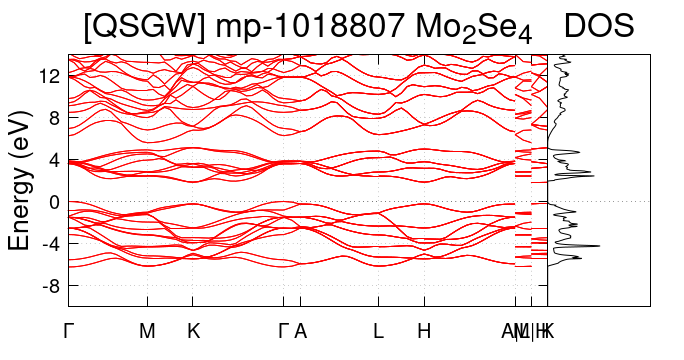 [QSGW] mp-1018807 Mo₂Se₄ DOS
Energy (eV)
12
8
4
0
-4
-8
Γ M K Γ A L H A